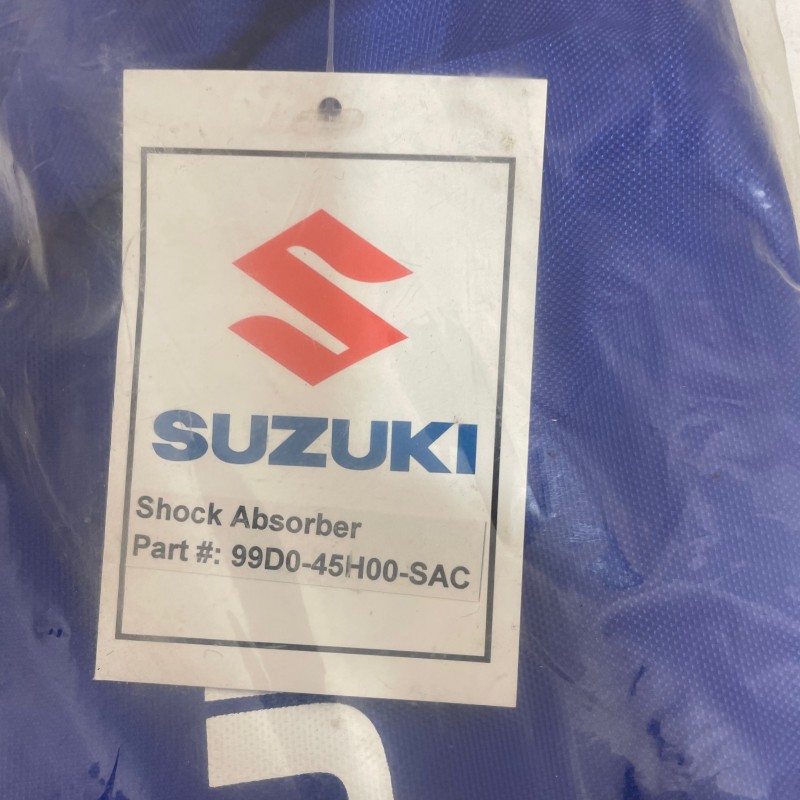 SUZUKI
Shock Absorber
Part #: 99D0-45H00-SAC